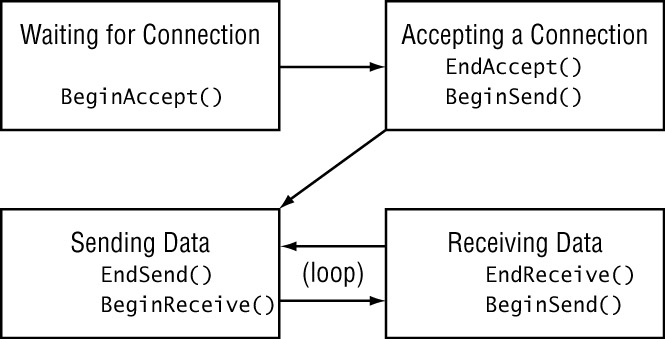 Waiting for Connection
BeginAccept()
Accepting a Connection
EndAccept()
BeginSend()
Sending Data
EndSend()
BeginReceive()
(loop)
Receiving Data
EndReceive()
BeginSend()